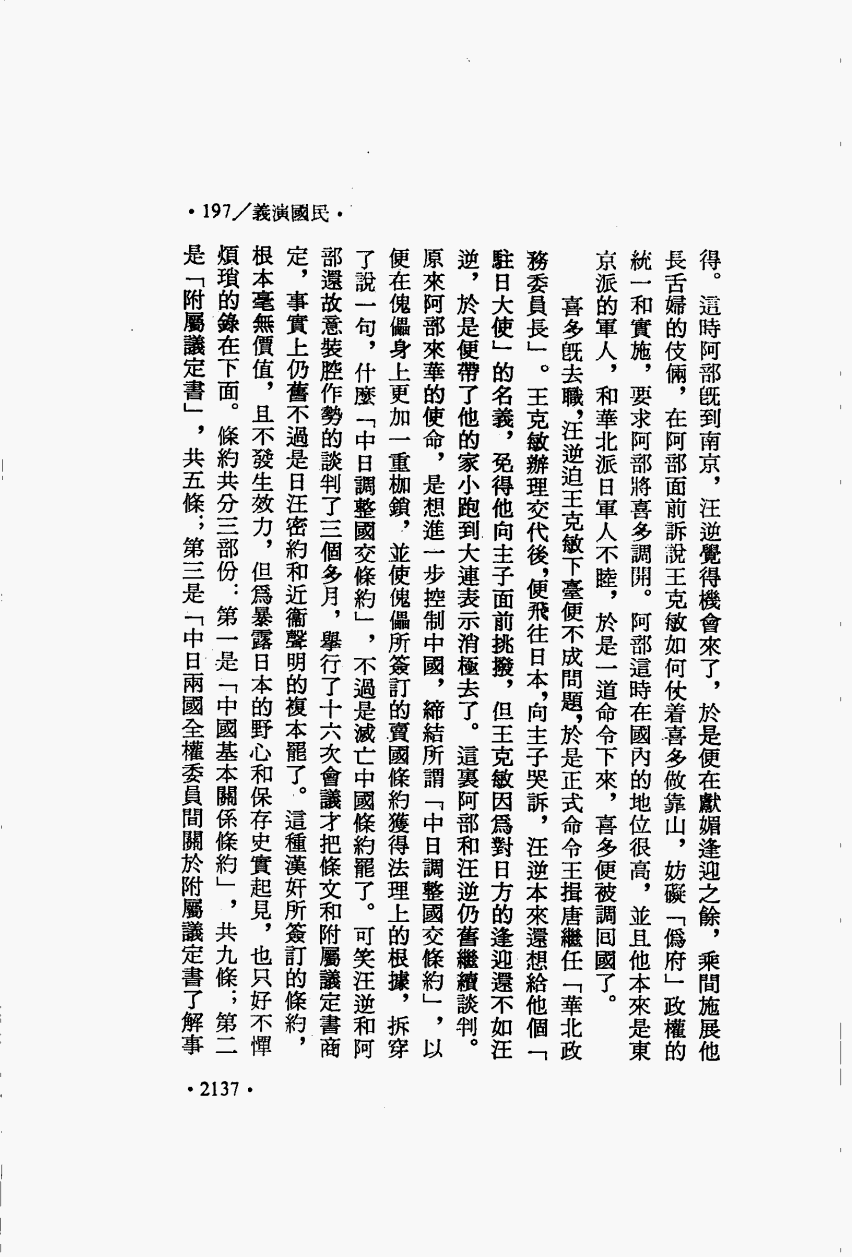 ·197／義演國民·
得。這時阿部旣到南京，汪逆覺得機會來了，於是便在獻媚逢迎之餘，乘間施展他
長舌婦的伎倆，在阿部面前訴說王克敏如何仗着喜多做靠山，妨礙「僞府」政權的
統一和實施，要求阿部將喜多調開。阿部這時在國內的地位很高，並且他本來是東
京派的軍人，和華北派日軍人不睦，於是一道命令下來，喜多便被調回國了。
喜多旣去職，汪逆迫王克敏下臺便不成問題，於是正式命令王揖唐繼任「華北政
務委員長」。王克敏辦理交代後，便飛往日本，向主子哭訴，汪逆本來還想給他個「
駐日大使」的名義，免得他向主子面前挑撥，但王克敏因爲對日方的逢迎還不如汪
逆，於是便帶了他的家小跑到大連表示消極去了。這裏阿部和汪逆仍舊繼續談判。
原來阿部來華的使命，是想進一步控制中國，締結所謂「中日調整國交條約」，以
便在傀儡身上更加一重枷鎖，並使傀儡所簽訂的賣國條約獲得法理上的根據，拆穿
了說一句，什麼「中日調整國交條約」，不過是滅亡中國條約罷了。可笑汪逆和阿
部還故意裝腔作勢的談判了三個多月，舉行了十六次會議才把條文和附屬議定書商
定，事實上仍舊不過是日汪密約和近衞聲明的複本罷了。這種漢奸所簽訂的條約，
根本毫無價值，且不發生效力，但爲暴露日本的野心和保存史實起見，也只好不憚
煩瑣的錄在下面。條約共分三部份：第一是「中國基本關係條約」，共九條；第二
是「附屬議定書」，共五條；第三是「中日兩國全權委員間關於附屬議定書了解事
·2137·